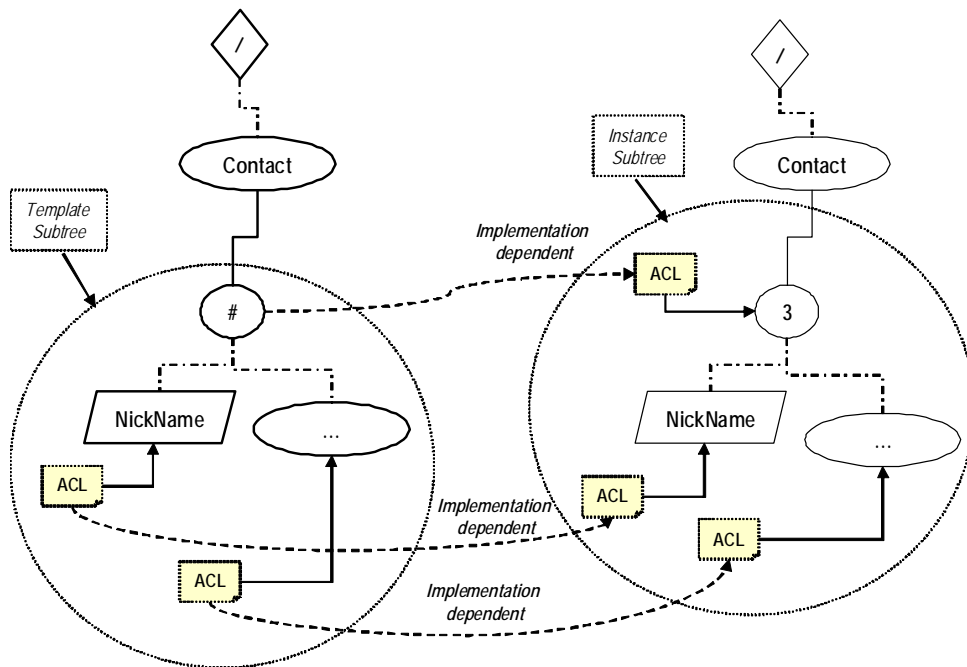 /
Contact
Template
Subtree
#
NickName
...
ACL
ACL
Implementation
dependent
Implementation
dependent
Implementation
dependent
/
Instance
Subtree
Contact
ACL
3
NickName
...
ACL
ACL